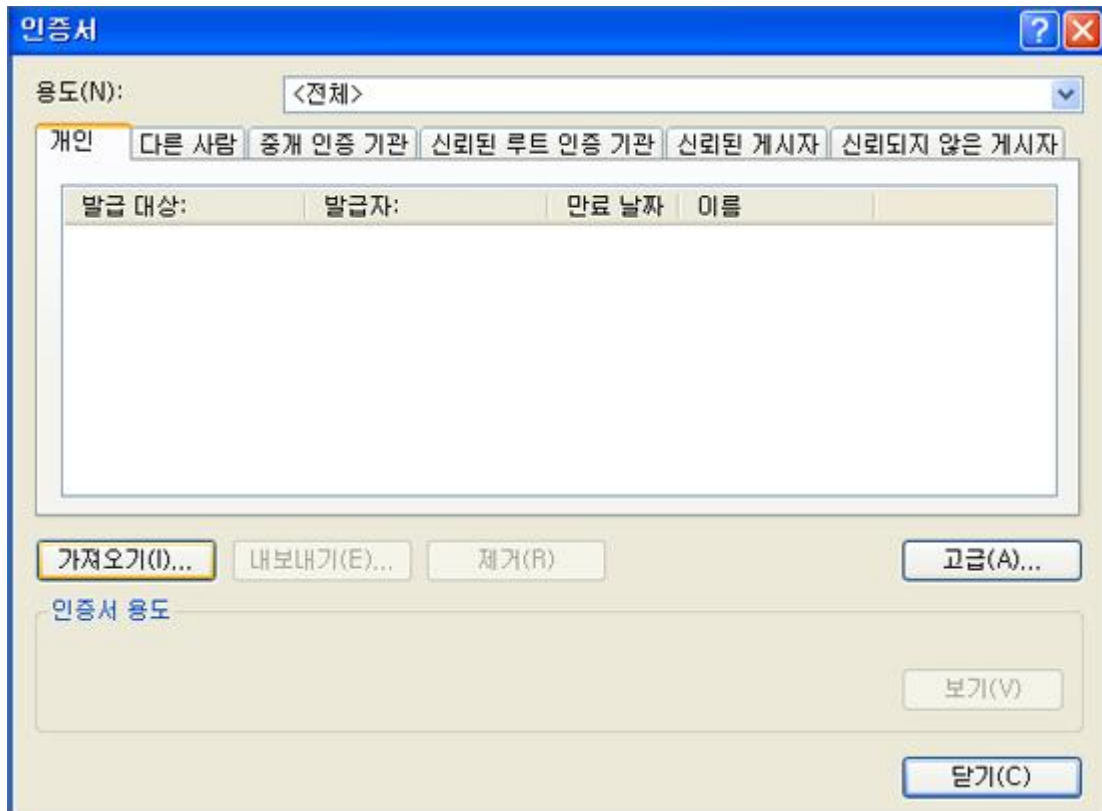 인증서
용도(N): <전체>
개인 다른 사람 중개 인증 기관 신뢰된 루트 인증 기관 신뢰된 게시자 신뢰되지 않은 게시자
발급 대상: 발급자: 만료 날짜 이름
가져오기(I)... 내보내기(E)... 제거(R) 고급(A)...
인증서 용도
보기(V)
닫기(C)